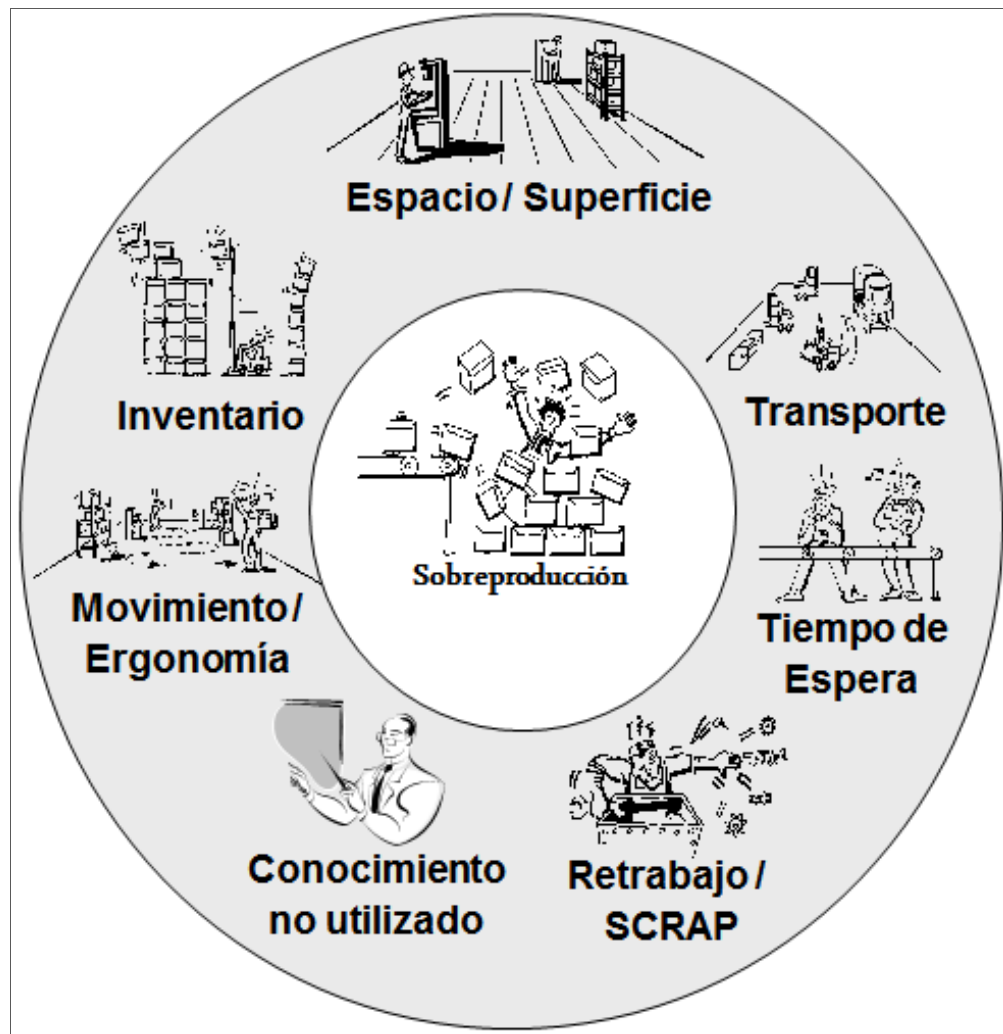 Espacio / Superficie
Inventario
Transporte
Sobreproducción
Movimiento /
Ergonomía
Tiempo de
Espera
Conocimiento
no utilizado
Retrabajo /
SCRAP